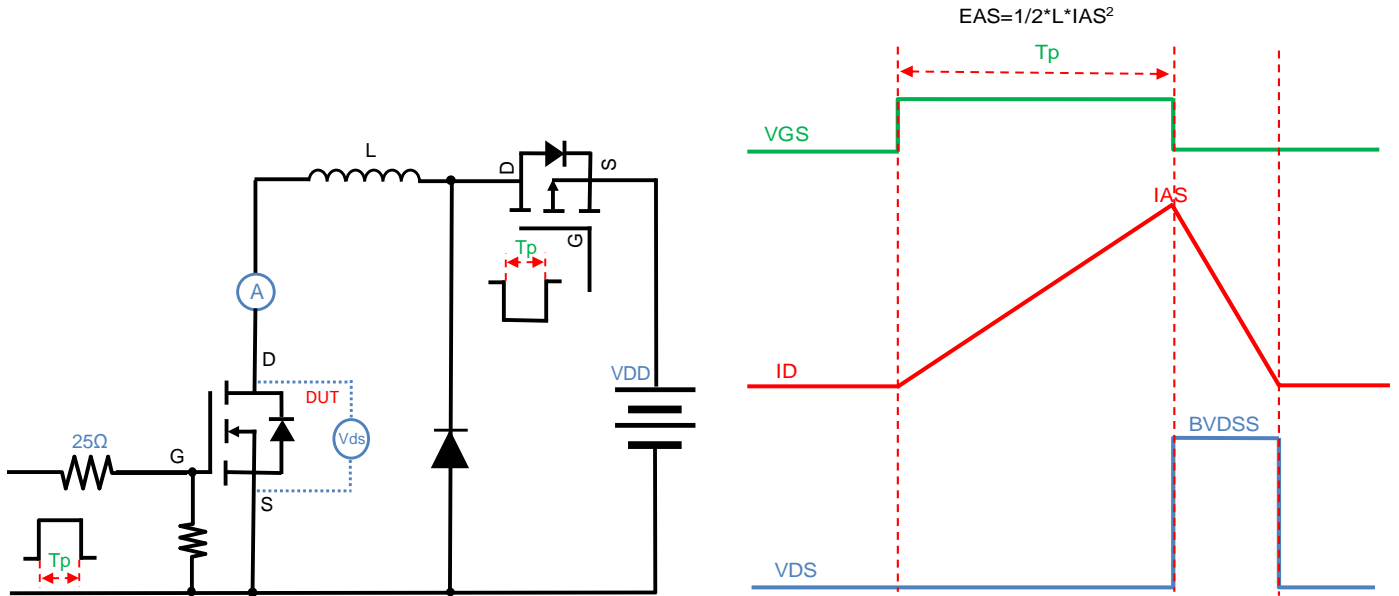 L
D
S
G
Tp
A
D
DUT
Vds
VDD
25Ω
G
S
Tp
EAS=1/2*L*IAS²
Tp
VGS
IAS
ID
BVDSS
VDS